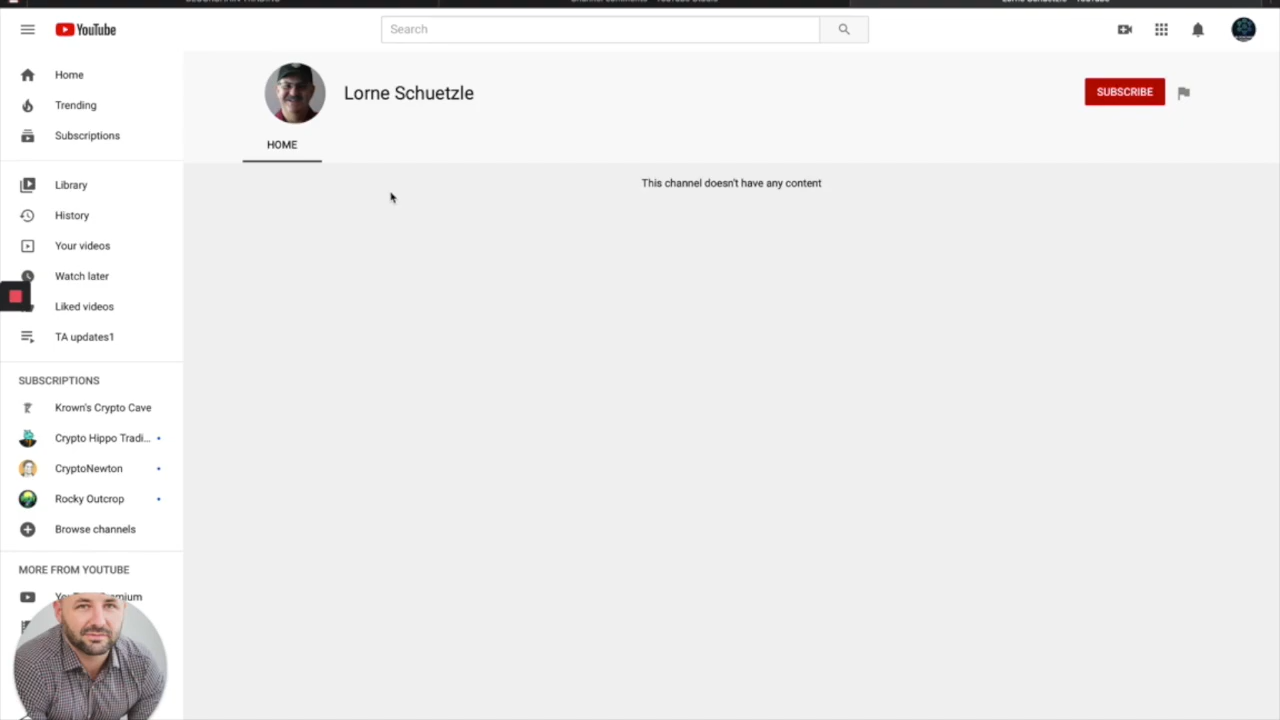 YouTube
Search
Home
Trending
Subscriptions
Library
History
Your videos
Watch later
Liked videos
TA updates1
SUBSCRIPTIONS
Krown's Crypto Cave
Crypto Hippo Tradi...
CryptoNewton
Rocky Outcrop
Browse channels
MORE FROM YOUTUBE
Lorne Schuetzle
SUBSCRIBE
HOME
This channel doesn't have any content